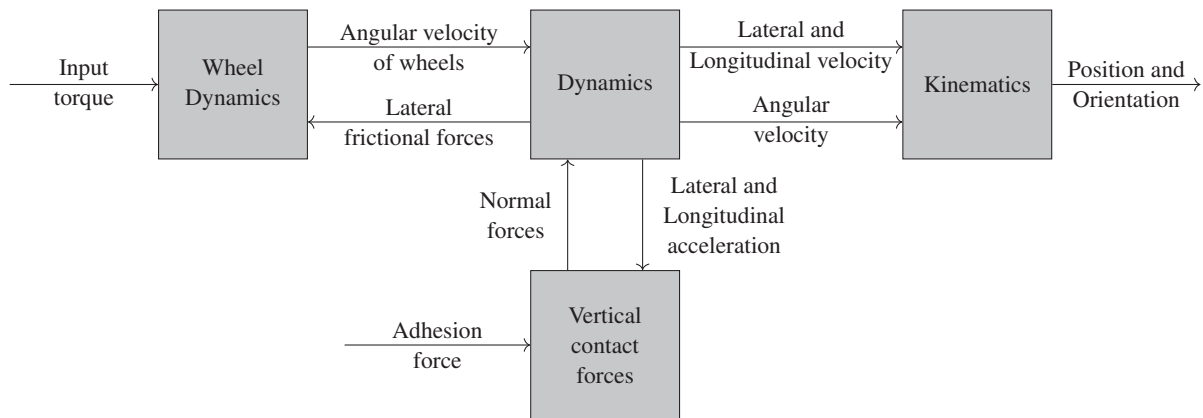 Input
torque
Wheel
Dynamics
Angular velocity
of wheels
Lateral
frictional forces
Dynamics
Lateral and
Longitudinal velocity
Angular
velocity
Kinematics
Position and
Orientation
Normal
forces
Lateral and
Longitudinal
acceleration
Adhesion
force
Vertical
contact
forces